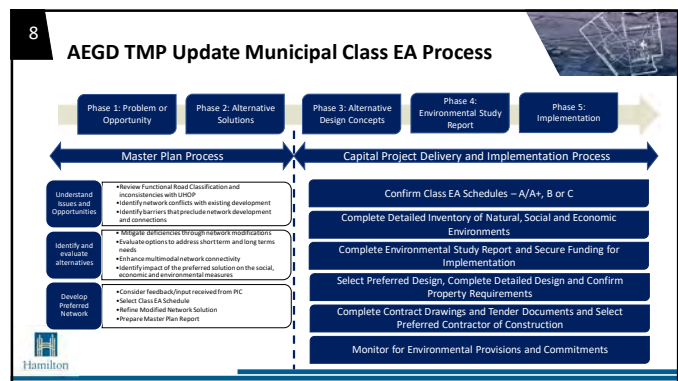 8
AEGD TMP Update Municipal Class EA Process
Phase 1: Problem or
Opportunity
Phase 2: Alternative
Solutions
Phase 3: Alternative
Design Concepts
Phase 4:
Environmental Study
Report
Phase 5:
Implementation
Master Plan Process
Capital Project Delivery and Implementation Process
Understand
Issues and
Opportunities
•Review Functional Road Classification and
inconsistencies with UHOP
•Identify network conflicts with existing development
•Identify barriers that preclude network development
and connections
Identify and
evaluate
alternatives
• Mitigate deficiencies through network modifications
•Evaluate options to address short term and long terms
needs
•Enhance multimodal network connectivity
•Identify impact of the preferred solution on the social,
economic and environmental measures
Develop
Preferred
Network
•Consider feedback/input received from PIC
•Select Class EA Schedule
•Refine Modified Network Solution
•Prepare Master Plan Report
Confirm Class EA Schedules – A/A+, B or C
Complete Detailed Inventory of Natural, Social and Economic
Environments
Complete Environmental Study Report and Secure Funding for
Implementation
Select Preferred Design, Complete Detailed Design and Confirm
Property Requirements
Complete Contract Drawings and Tender Documents and Select
Preferred Contractor of Construction
Monitor for Environmental Provisions and Commitments
Hamilton